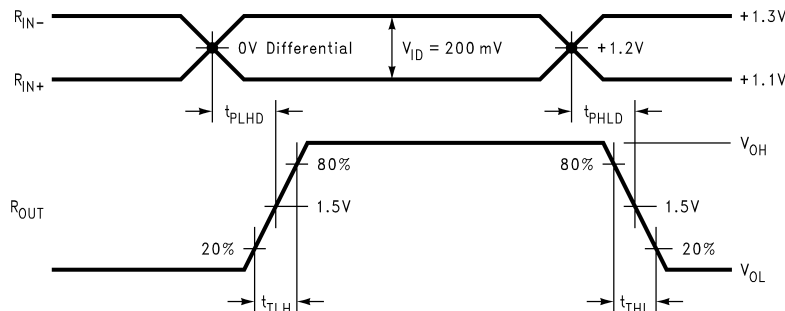 R_IN- +1.3V
0V Differential V_ID = 200 mV +1.2V
R_IN+ +1.1V
t_PLHD t_PHLD
V_OH
80% 80%
R_OUT 1.5V 1.5V
20% 20%
V_OL
t_TLH t_THL